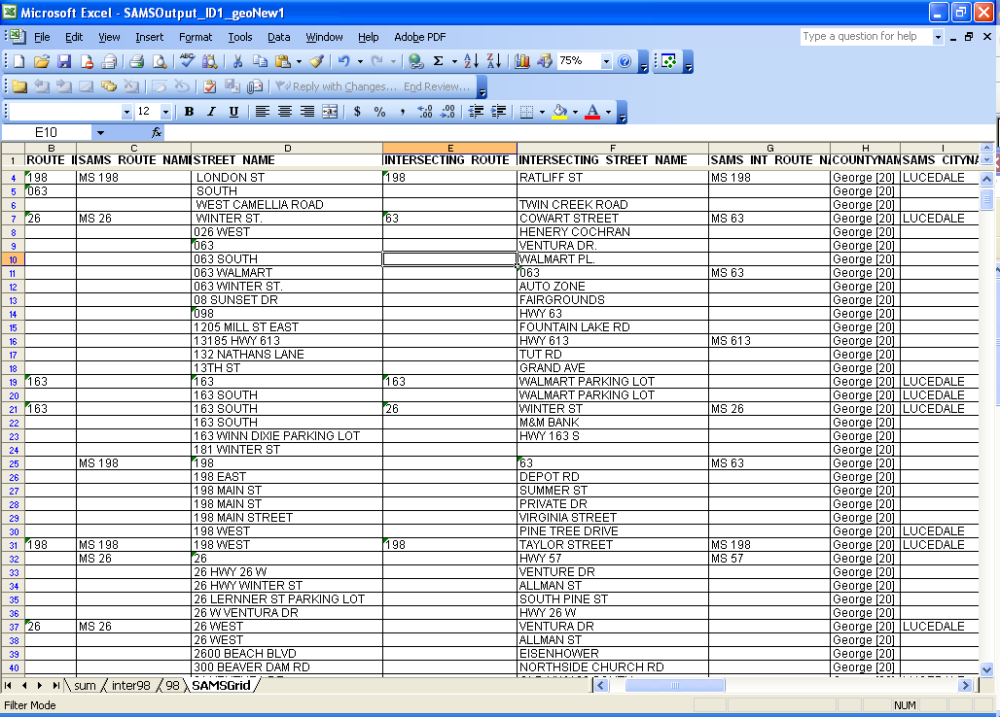 Microsoft Excel - SAMSOutput_ID1_geoNew1
File Edit View Insert Format Tools Data Window Help Adobe PDF Type a question for help
75%
Reply with Changes... End Review...
12 B I U $ % ,
E10 fx
B C D E F G H I
1 ROUTE SAMS ROUTE NAM STREET NAME INTERSECTING ROUTE INTERSECTING STREET NAME SAMS INT ROUTE NA COUNTYNAM SAMS CITYNA
4 198 MS 198 LONDON ST 198 RATLIFF ST MS 198 George [20] LUCEDALE
5 063 SOUTH George [20]
6 WEST CAMELLIA ROAD TWIN CREEK ROAD George [20]
7 26 MS 26 WINTER ST. 63 COWART STREET MS 63 George [20] LUCEDALE
8 026 WEST HENERY COCHRAN George [20]
9 063 VENTURA DR. George [20]
10 063 SOUTH WALMART PL. George [20]
11 063 WALMART 063 MS 63 George [20]
12 063 WINTER ST. AUTO ZONE George [20]
13 08 SUNSET DR FAIRGROUNDS George [20]
14 098 HWY 63 George [20]
15 1205 MILL ST EAST FOUNTAIN LAKE RD George [20]
16 13185 HWY 613 HWY 613 MS 613 George [20]
17 132 NATHANS LANE TUT RD George [20]
18 13TH ST GRAND AVE George [20]
19 163 163 163 WALMART PARKING LOT George [20] LUCEDALE
20 163 SOUTH WALMART PARKING LOT George [20] LUCEDALE
21 163 163 SOUTH 26 WINTER ST MS 26 George [20] LUCEDALE
22 163 SOUTH M&M BANK George [20]
23 163 WINN DIXIE PARKING LOT HWY 163 S George [20]
24 181 WINTER ST George [20]
25 MS 198 198 63 MS 63 George [20]
26 198 EAST DEPOT RD George [20]
27 198 MAIN ST SUMMER ST George [20]
28 198 MAIN ST PRIVATE DR George [20]
29 198 MAIN STREET VIRGINIA STREET George [20]
30 198 WEST PINE TREE DRIVE George [20] LUCEDALE
31 198 MS 198 198 WEST 198 TAYLOR STREET MS 198 George [20] LUCEDALE
32 MS 26 26 HWY 57 MS 57 George [20]
33 26 HWY 26 W VENTURE DR George [20]
34 26 HWY WINTER ST ALLMAN ST George [20]
35 26 LERNNER ST PARKING LOT SOUTH PINE ST George [20]
36 26 W VENTURA DR HWY 26 W George [20]
37 26 MS 26 26 WEST VENTURA DR George [20] LUCEDALE
38 26 WEST ALLMAN ST George [20]
39 2600 BEACH BLVD EISENHOWER George [20]
40 300 BEAVER DAM RD NORTHSIDE CHURCH RD George [20]
sum inter98 98 SAMSGrid
Filter Mode NUM